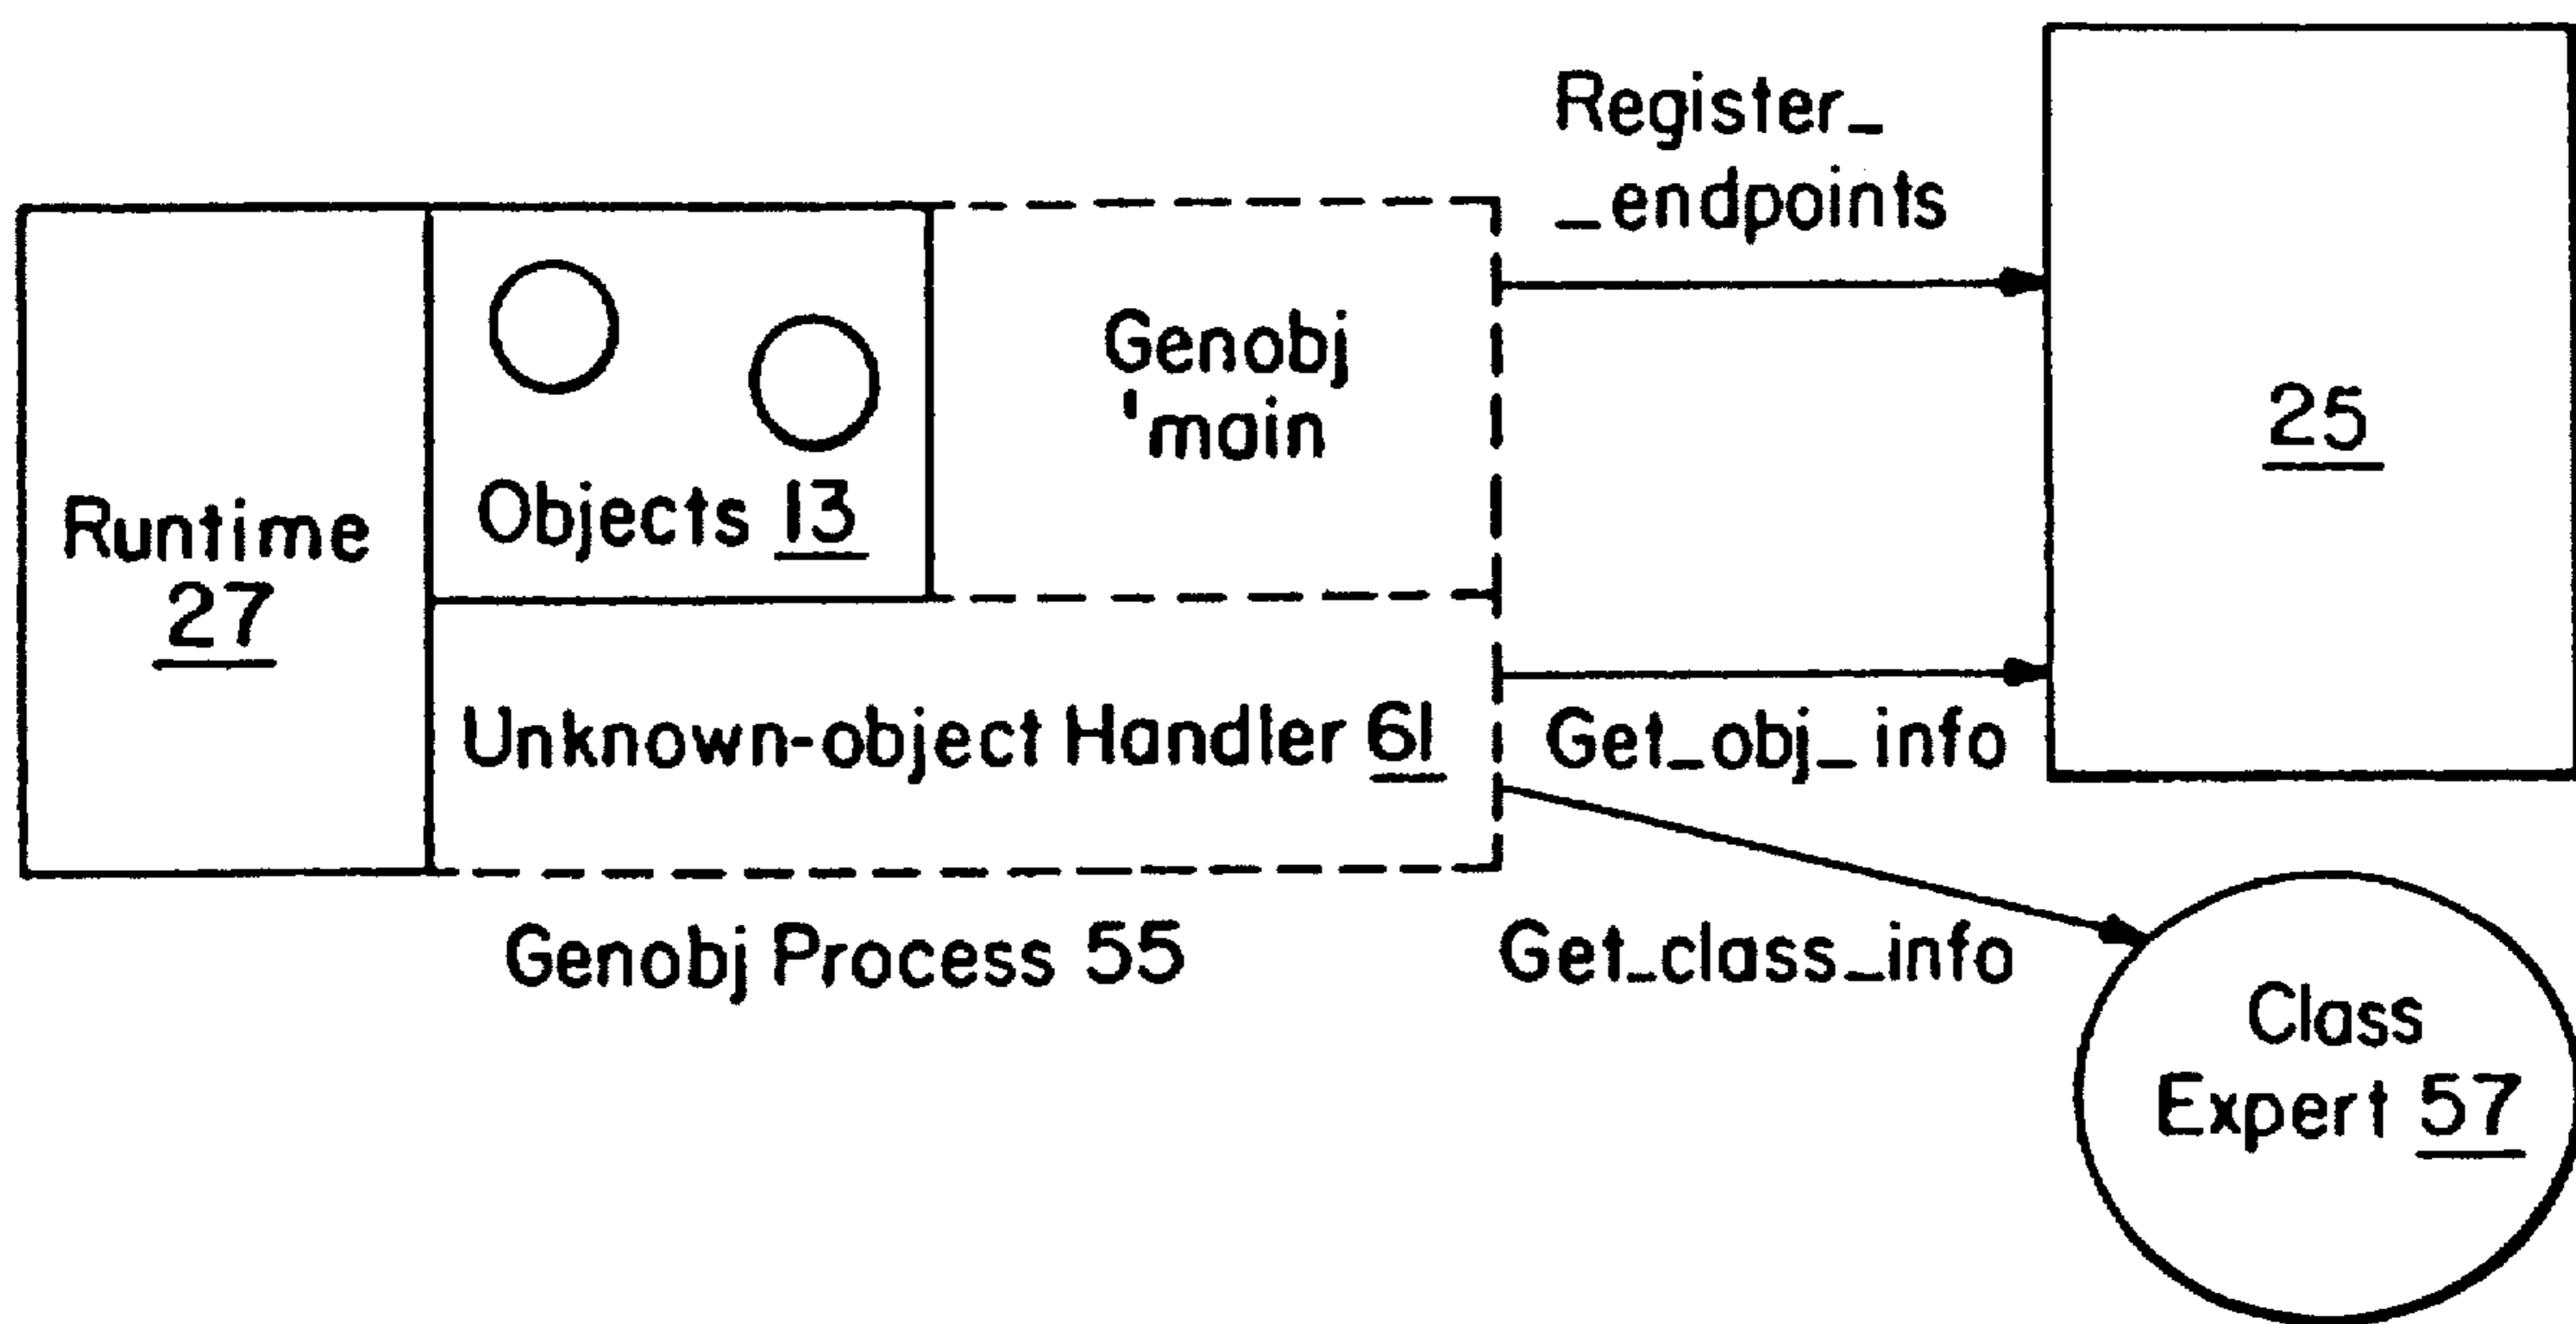 Register_
_endpoints
Genobj
'main
25
Runtime
27
Objects 13
Unknown-object Handler 61
Get_obj_info
Genobj Process 55
Get_class_info
Class
Expert 57